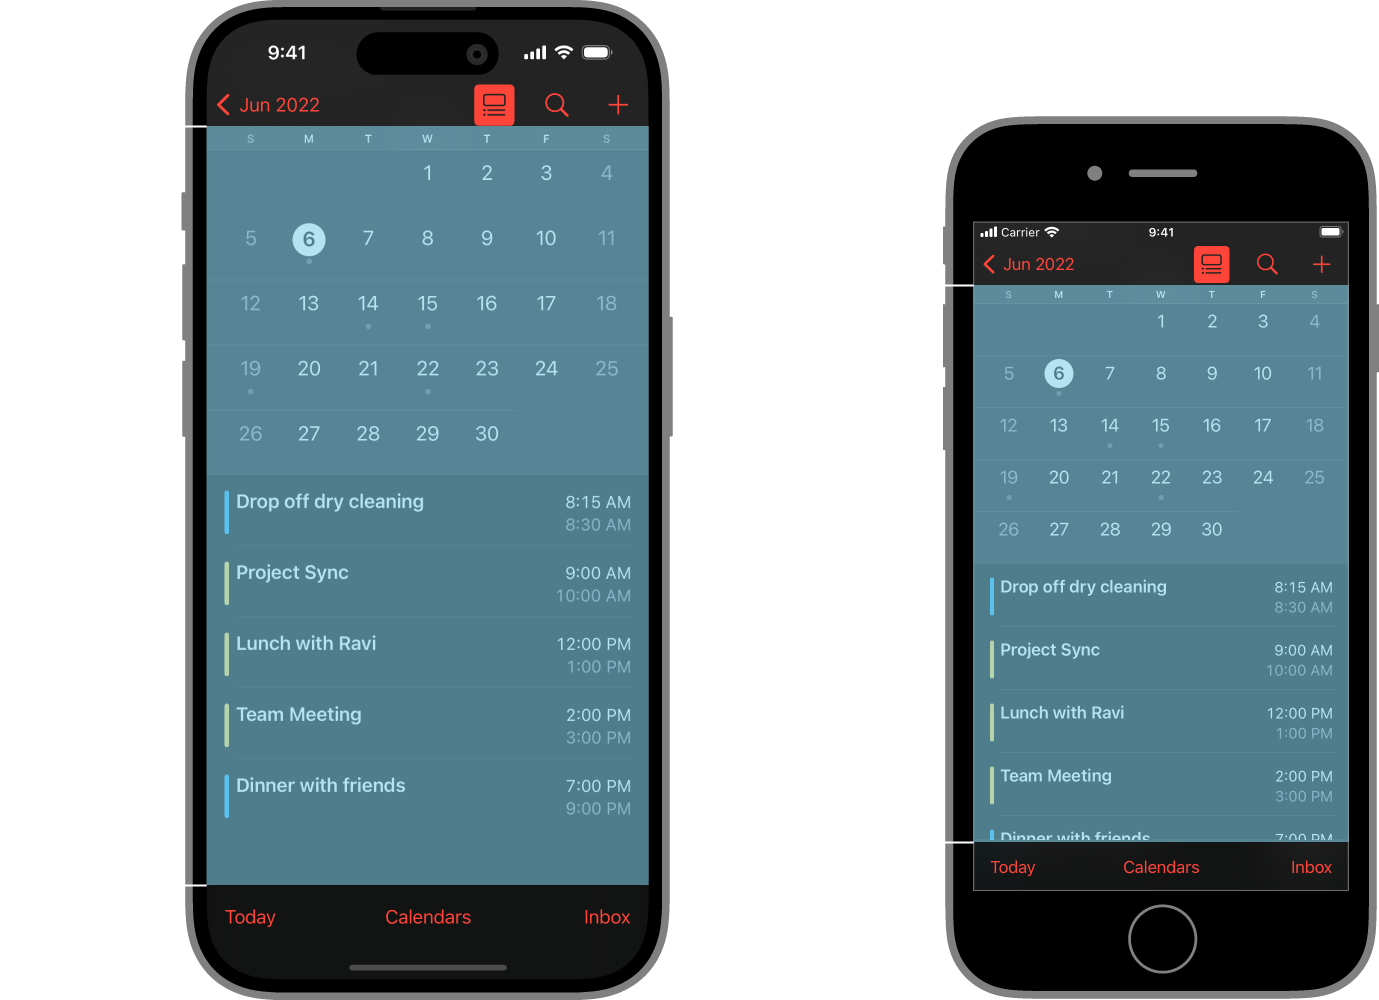 9:41
Jun 2022
S M T W T F S
1 2 3 4
5 6 7 8 9 10 11
12 13 14 15 16 17 18
19 20 21 22 23 24 25
26 27 28 29 30
Drop off dry cleaning 8:15 AM
8:30 AM
Project Sync 9:00 AM
10:00 AM
Lunch with Ravi 12:00 PM
1:00 PM
Team Meeting 2:00 PM
3:00 PM
Dinner with friends 7:00 PM
9:00 PM
Today Calendars Inbox
Carrier 9:41
Jun 2022
S M T W T F S
1 2 3 4
5 6 7 8 9 10 11
12 13 14 15 16 17 18
19 20 21 22 23 24 25
26 27 28 29 30
Drop off dry cleaning 8:15 AM
8:30 AM
Project Sync 9:00 AM
10:00 AM
Lunch with Ravi 12:00 PM
1:00 PM
Team Meeting 2:00 PM
3:00 PM
Dinner with friends 7:00 PM
Today Calendars Inbox